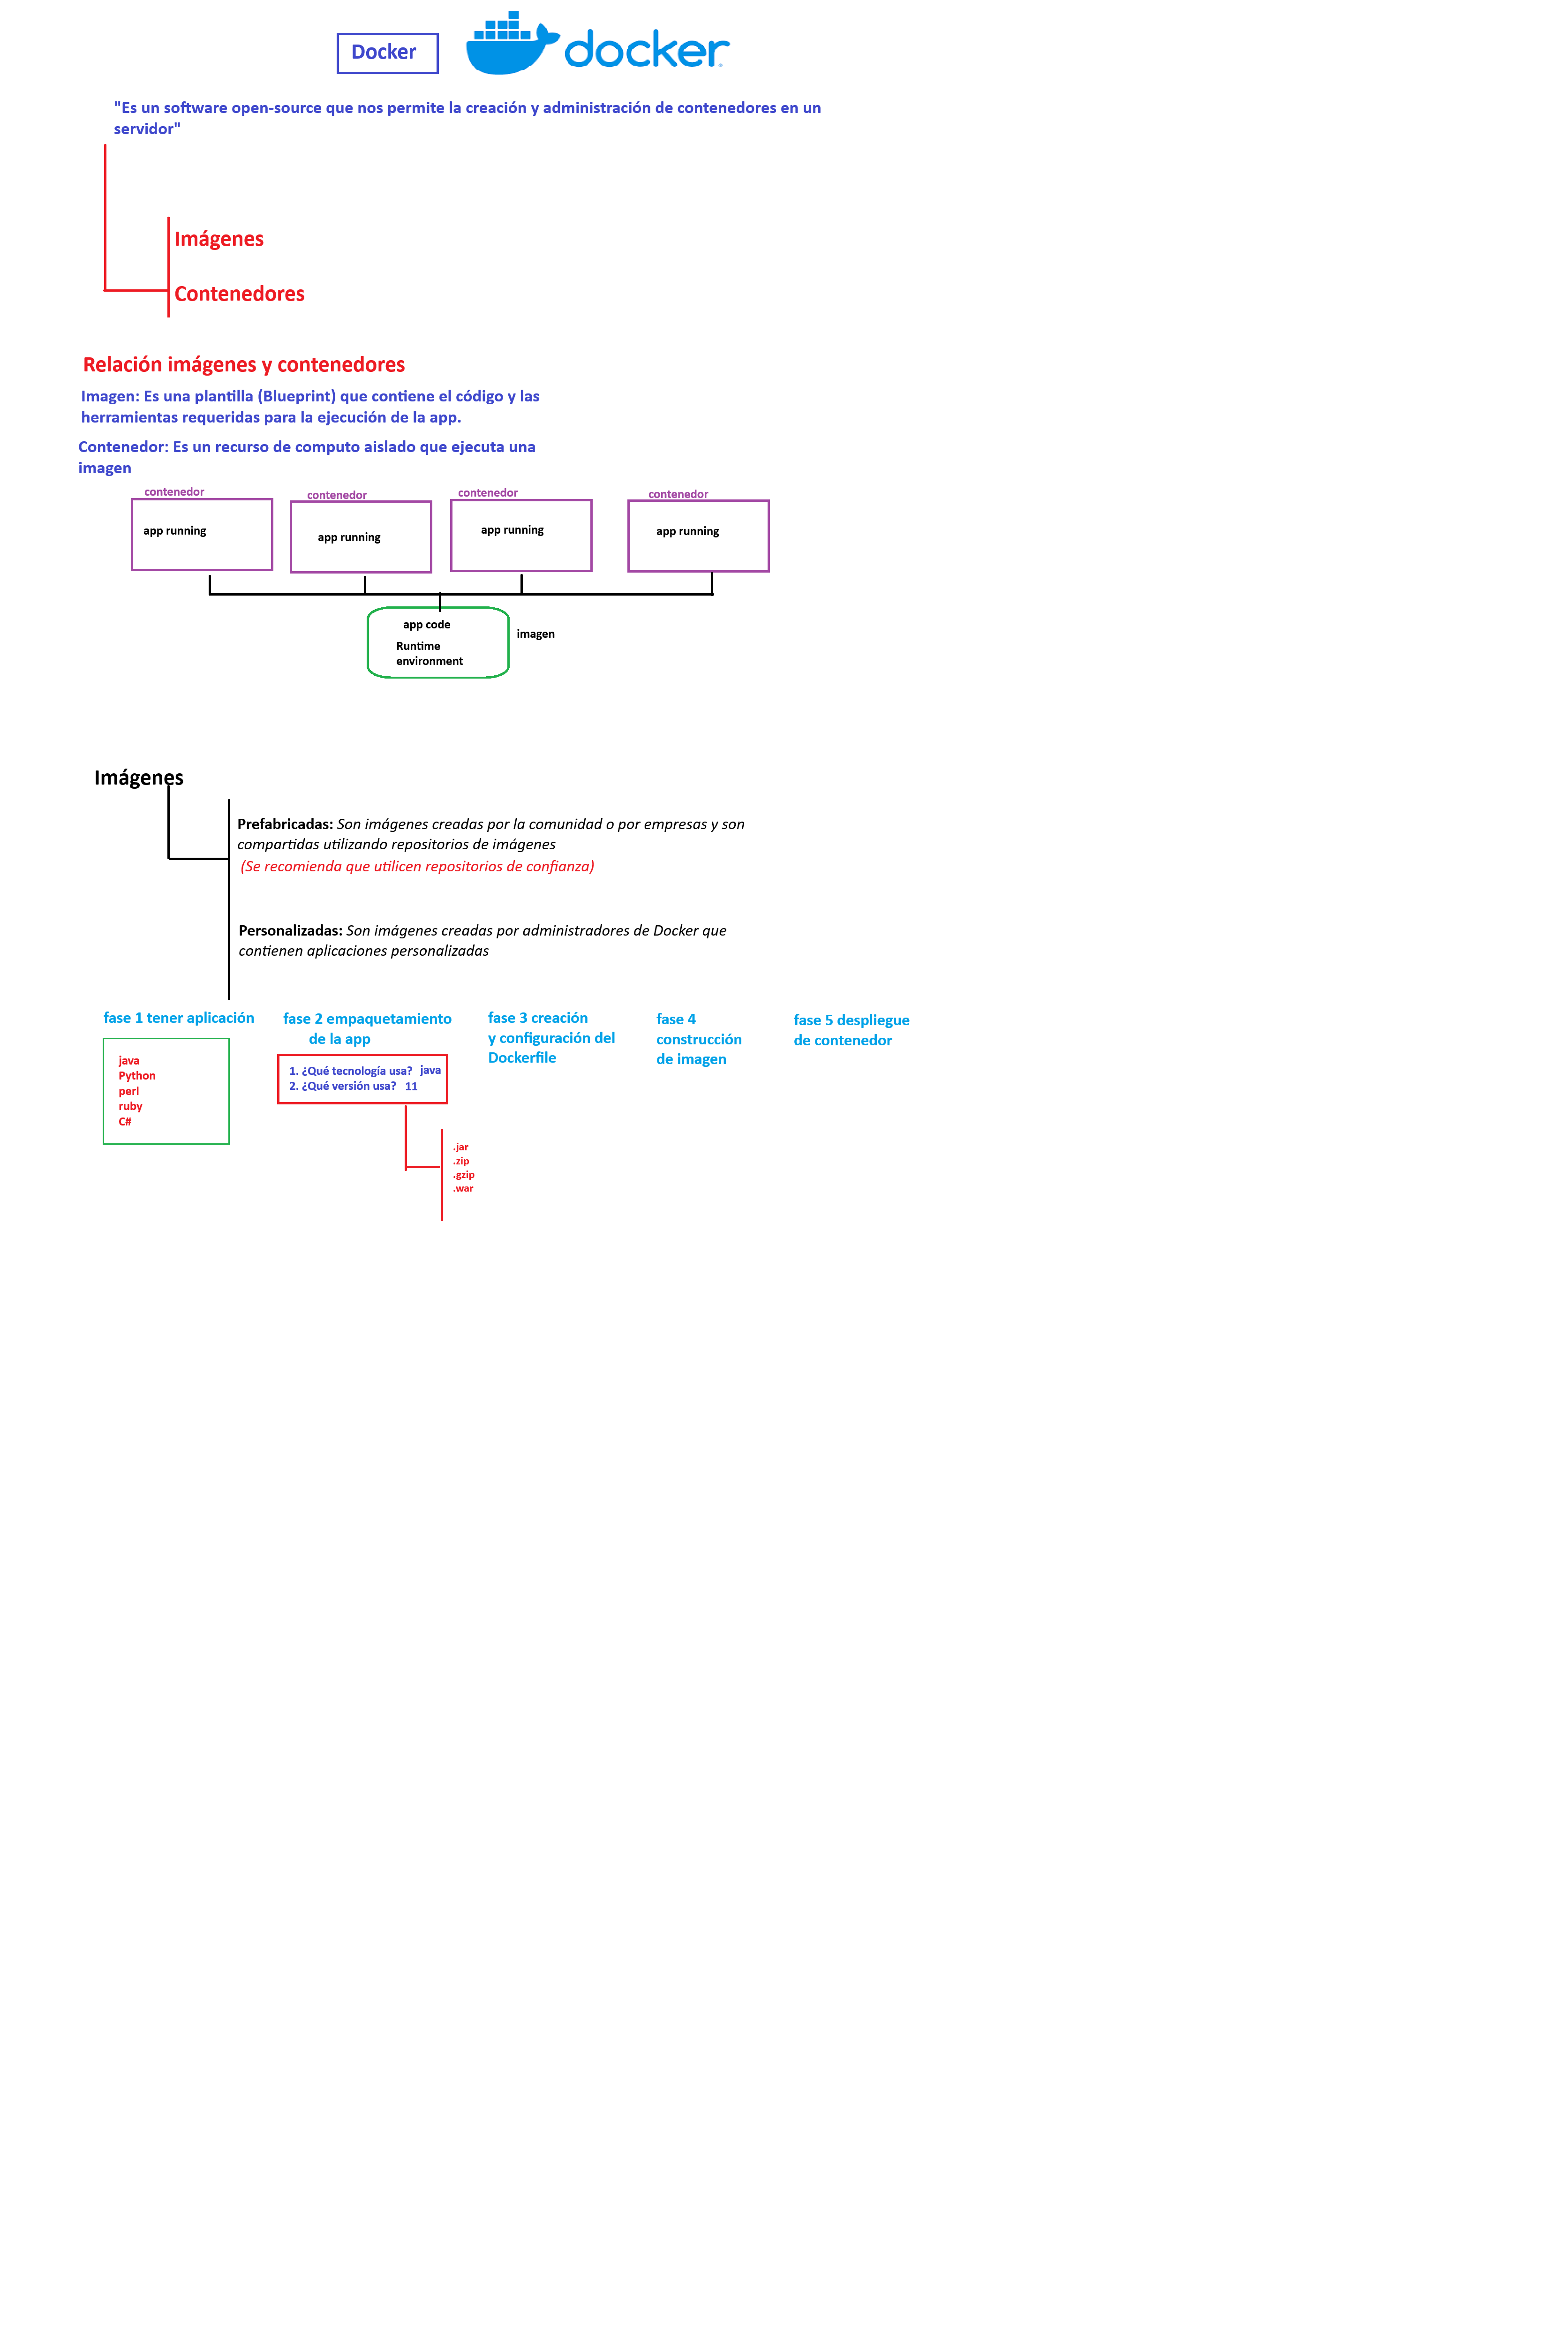 Docker
docker
"Es un software open-source que nos permite la creación y administración de contenedores en un
servidor"
Imágenes
Contenedores
Relación imágenes y contenedores
Imagen: Es una plantilla (Blueprint) que contiene el código y las
herramientas requeridas para la ejecución de la app.
Contenedor: Es un recurso de computo aislado que ejecuta una
imagen
contenedor
contenedor
contenedor
contenedor
app running
app running
app running
app running
app code
Runtime
environment
imagen
Imágenes
Prefabricadas: Son imágenes creadas por la comunidad o por empresas y son
compartidas utilizando repositorios de imágenes
(Se recomienda que utilicen repositorios de confianza)
Personalizadas: Son imágenes creadas por administradores de Docker que
contienen aplicaciones personalizadas
fase 1 tener aplicación
java
Python
perl
ruby
C#
fase 2 empaquetamiento
de la app
1. ¿Qué tecnología usa? java
2. ¿Qué versión usa? 11
.jar
.zip
.gzip
.war
fase 3 creación
y configuración del
Dockerfile
fase 4
construcción
de imagen
fase 5 despliegue
de contenedor